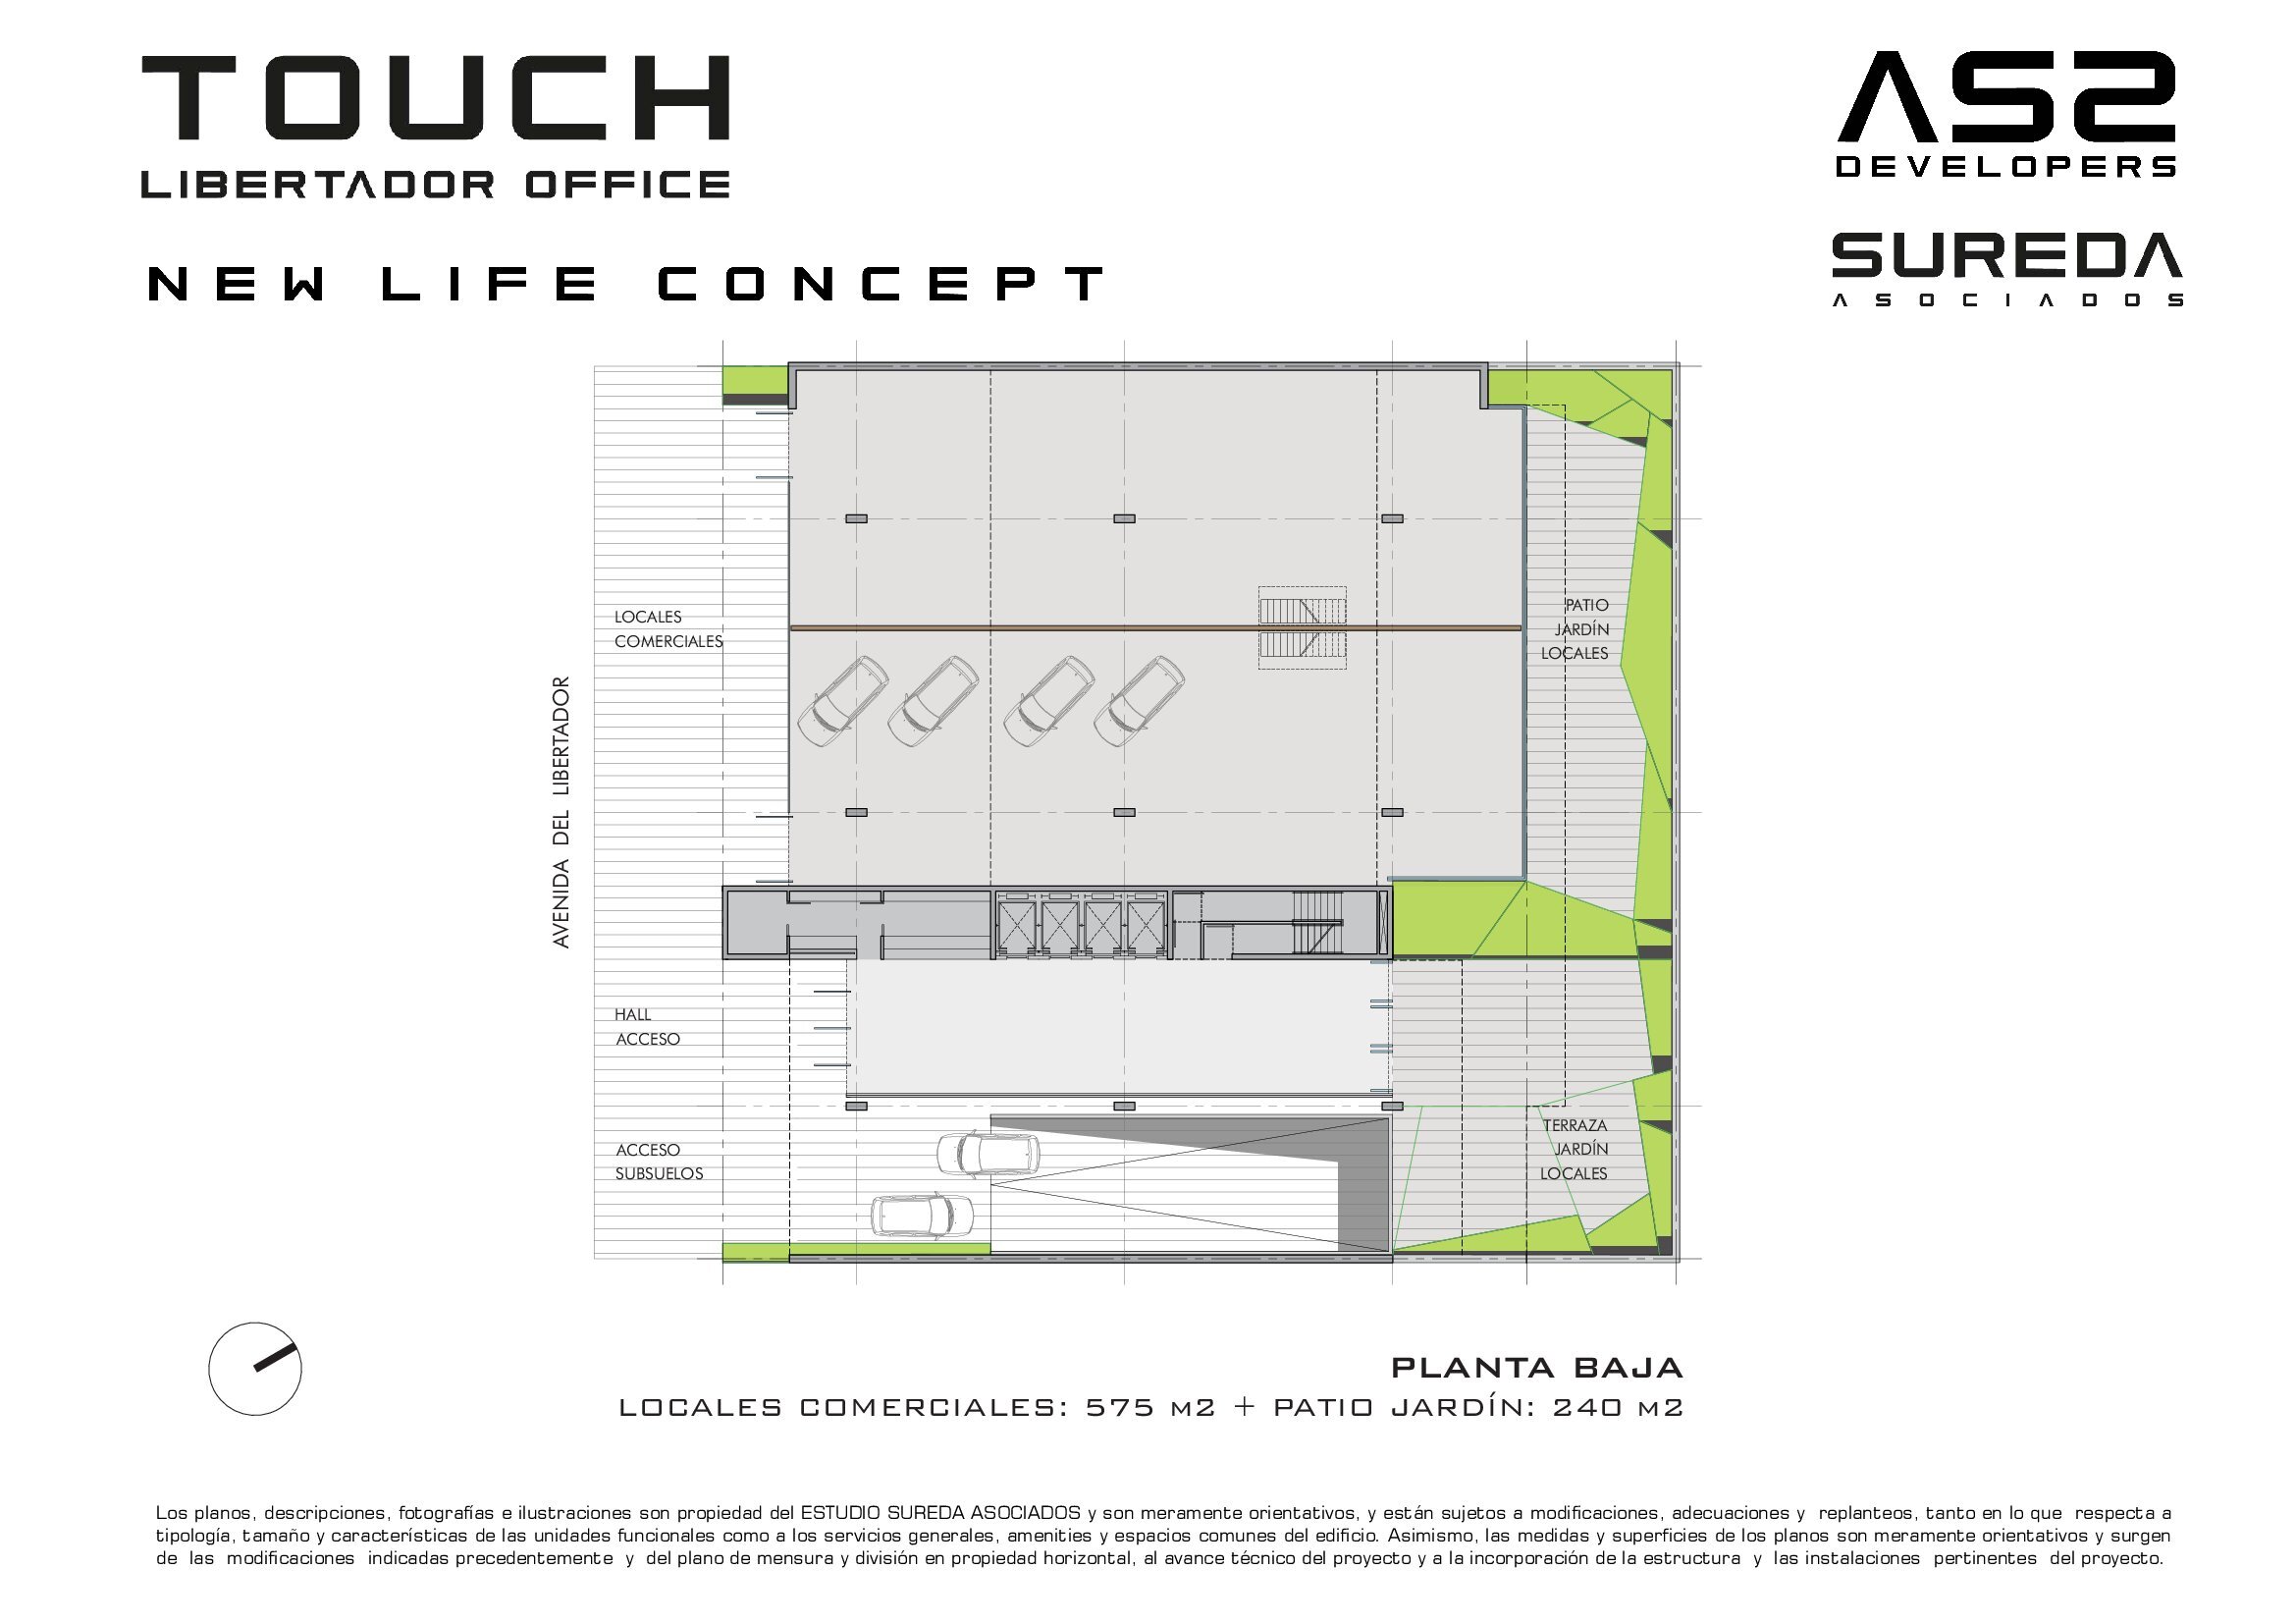 TOUCH
LIBERTADOR OFFICE
NEW LIFE CONCEPT
AS2
DEVELOPERS
SUREDA
ASOCIADOS
LOCALES
COMERCIALES
PATIO
JARDÍN
LOCALES
AVENIDA DEL LIBERTADOR
HALL
ACCESO
ACCESO
SUBSUELOS
TERRAZA
JARDÍN
LOCALES
PLANTA BAJA
LOCALES COMERCIALES: 575 M2 + PATIO JARDÍN: 240 M2
Los planos, descripciones, fotografías e ilustraciones son propiedad del ESTUDIO SUREDA ASOCIADOS y son meramente orientativos, y están sujetos a modificaciones, adecuaciones y replanteos, tanto en lo que respecta a
tipología, tamaño y características de las unidades funcionales como a los servicios generales, amenities y espacios comunes del edificio. Asimismo, las medidas y superficies de los planos son meramente orientativos y surgen
de las modificaciones indicadas precedentemente y del plano de mensura y división en propiedad horizontal, al avance técnico del proyecto y a la incorporación de la estructura y las instalaciones pertinentes del proyecto.